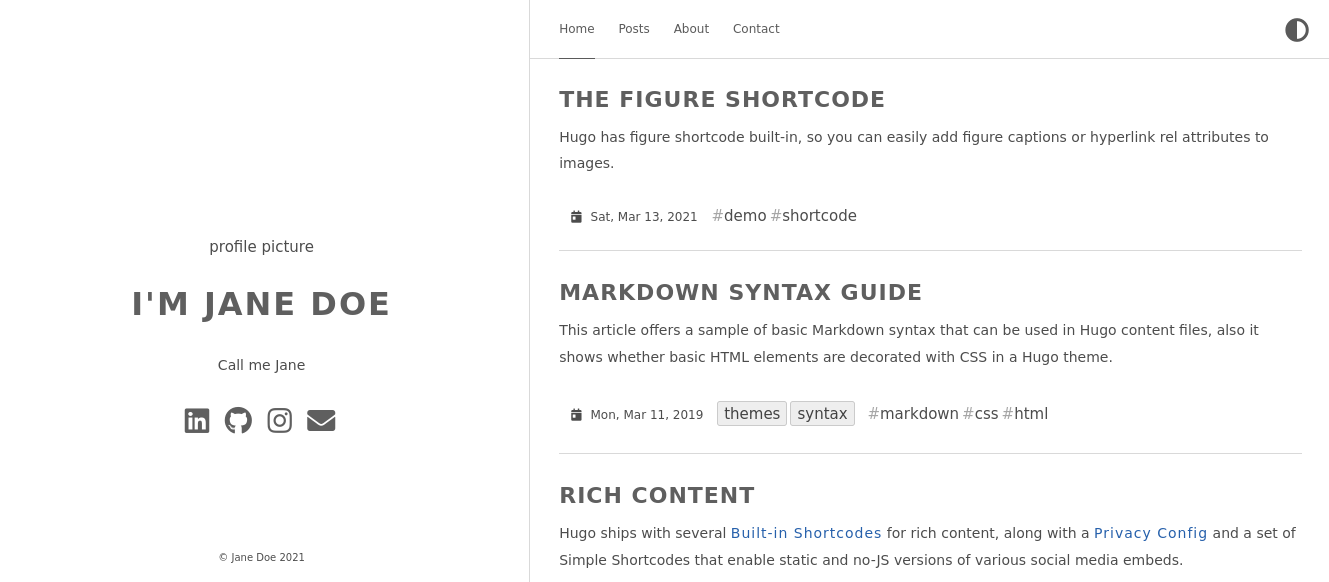 profile picture
I'M JANE DOE
Call me Jane
© Jane Doe 2021
Home Posts About Contact
THE FIGURE SHORTCODE
Hugo has figure shortcode built-in, so you can easily add figure captions or hyperlink rel attributes to
images.
Sat, Mar 13, 2021 #demo #shortcode
MARKDOWN SYNTAX GUIDE
This article offers a sample of basic Markdown syntax that can be used in Hugo content files, also it
shows whether basic HTML elements are decorated with CSS in a Hugo theme.
Mon, Mar 11, 2019 themes syntax #markdown #css #html
RICH CONTENT
Hugo ships with several Built-in Shortcodes for rich content, along with a Privacy Config and a set of
Simple Shortcodes that enable static and no-JS versions of various social media embeds.